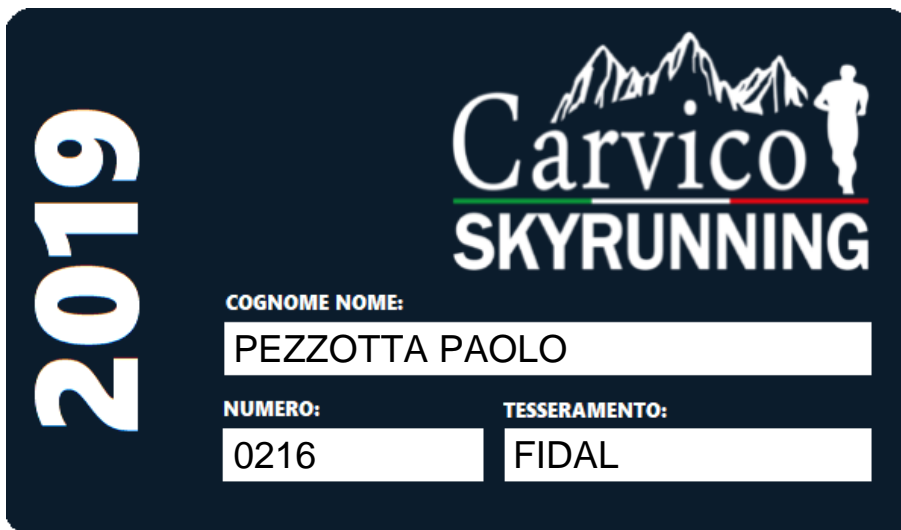 2019
Carvico
SKYRUNNING
COGNOME NOME:
PEZZOTTA PAOLO
NUMERO:
TESSERAMENTO:
0216
FIDAL